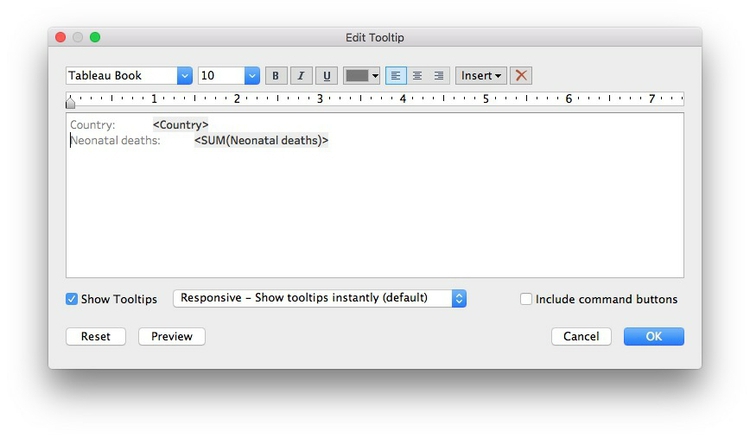 Edit Tooltip
Tableau Book 10 B I U Insert
1 2 3 4 5 6 7
Country: <Country>
Neonatal deaths: <SUM(Neonatal deaths)>
Show Tooltips Responsive – Show tooltips instantly (default) Include command buttons
Reset Preview Cancel OK